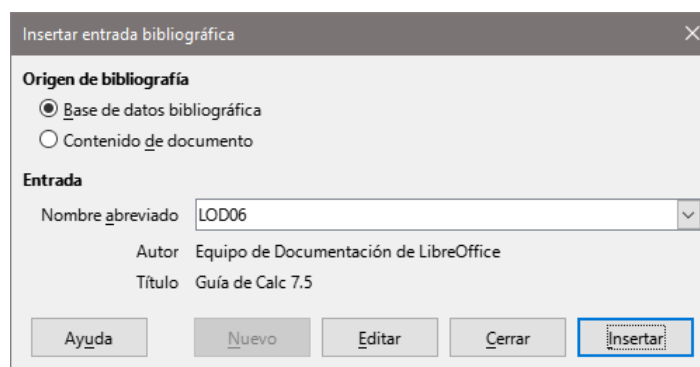 Insertar entrada bibliográfica
Origen de bibliografía
Base de datos bibliográfica
Contenido de documento
Entrada
Nombre abreviado LOD06
Autor Equipo de Documentación de LibreOffice
Título Guía de Calc 7.5
Ayuda Nuevo Editar Cerrar Insertar